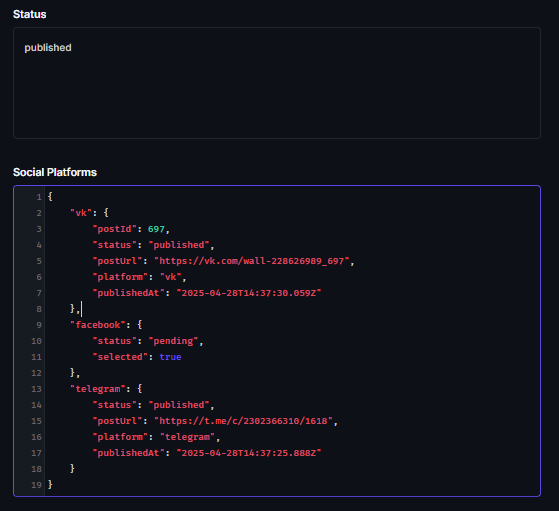 Status
published
Social Platforms
1 {
2 "vk": {
3 "postId": 697,
4 "status": "published",
5 "postUrl": "https://vk.com/wall-228626989_697",
6 "platform": "vk",
7 "publishedAt": "2025-04-28T14:37:30.059Z"
8 },
9 "facebook": {
10 "status": "pending",
11 "selected": true
12 },
13 "telegram": {
14 "status": "published",
15 "postUrl": "https://t.me/c/2302366310/1618",
16 "platform": "telegram",
17 "publishedAt": "2025-04-28T14:37:25.888Z"
18 }
19 }